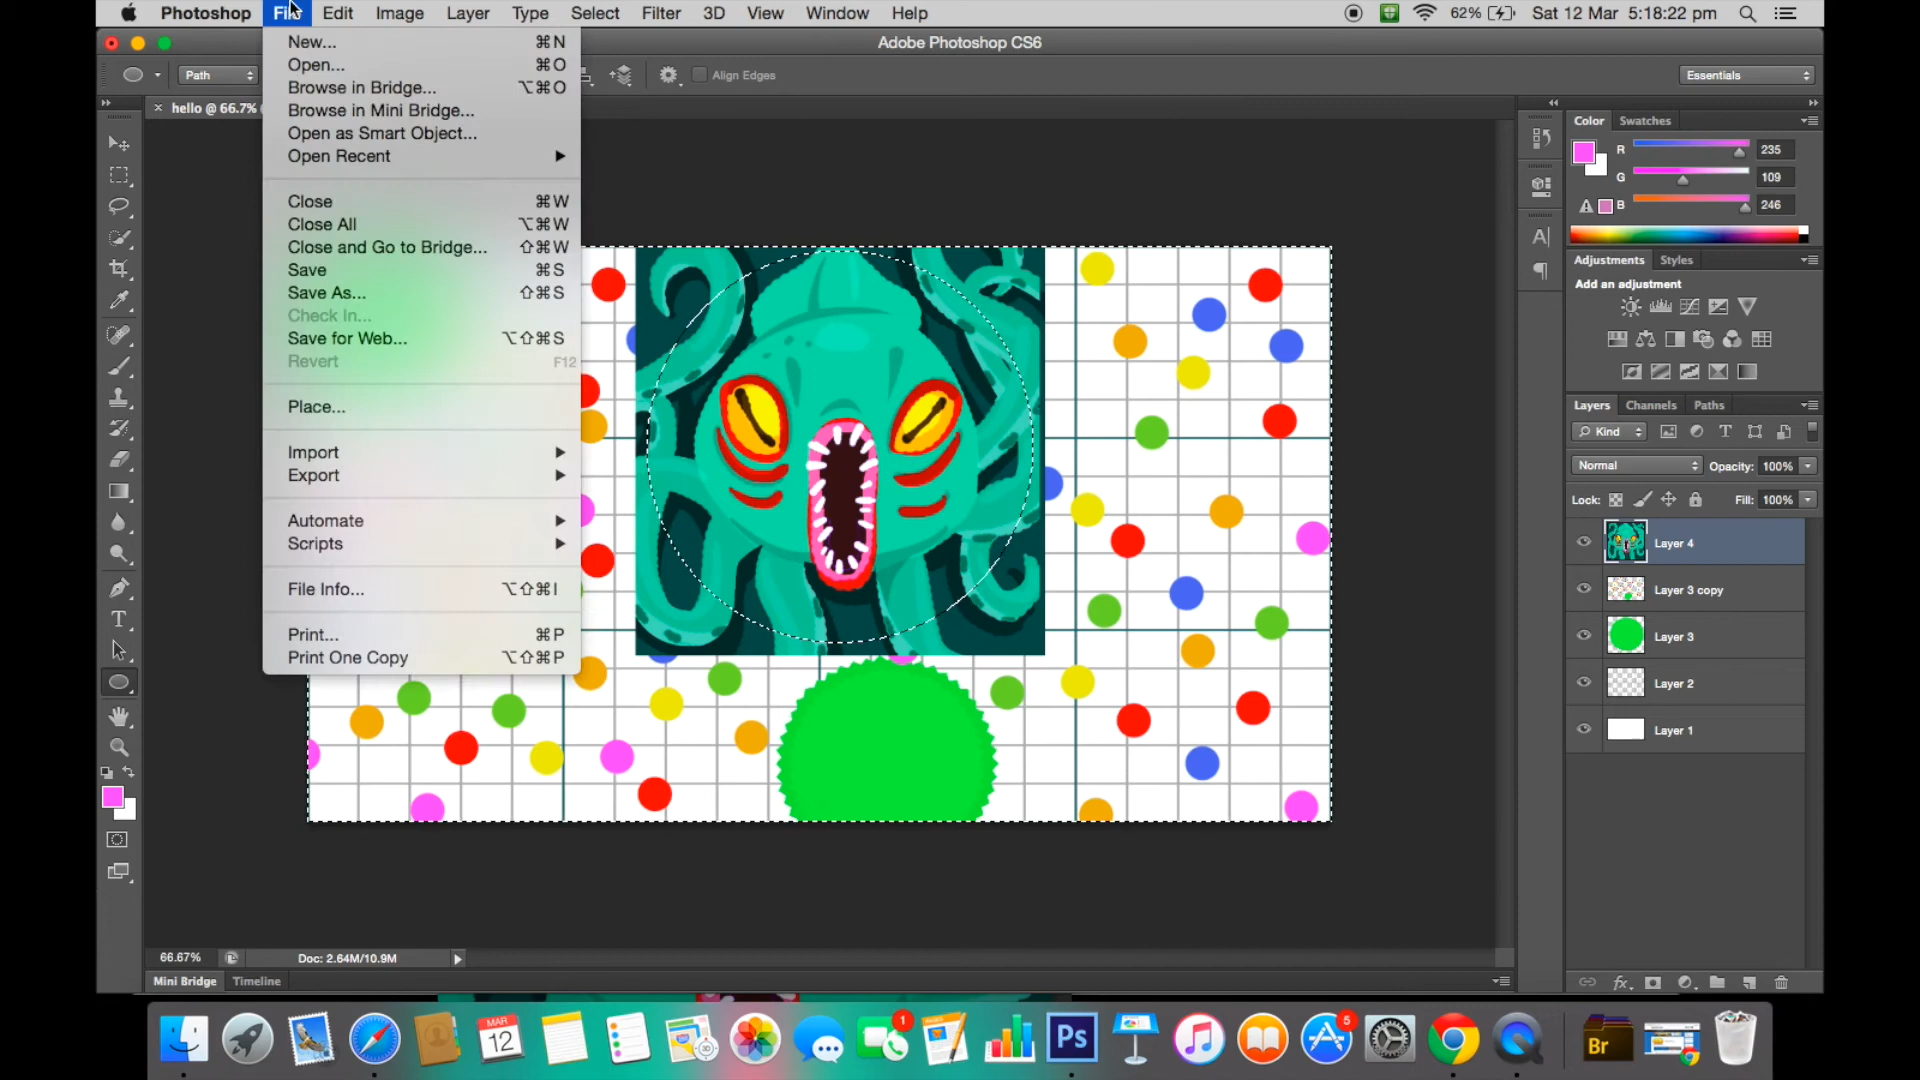 Photoshop File Edit Image Layer Type Select Filter 3D View Window Help 62% Sat 12 Mar 5:18:22 pm
Adobe Photoshop CS6
Path Align Edges Essentials
hello @ 66.7%
New... ⌘N
Open... ⌘O
Browse in Bridge... ⌥⌘O
Browse in Mini Bridge...
Open as Smart Object...
Open Recent
Close ⌘W
Close All ⌥⌘W
Close and Go to Bridge... ⇧⌘W
Save ⌘S
Save As... ⇧⌘S
Check In...
Save for Web... ⌥⇧⌘S
Revert F12
Place...
Import
Export
Automate
Scripts
File Info... ⌥⇧⌘I
Print... ⌘P
Print One Copy ⌥⇧⌘P
Color Swatches
R 235
G 109
B 246
Adjustments Styles
Add an adjustment
Layers Channels Paths
Kind
Normal Opacity: 100%
Lock: Fill: 100%
Layer 4
Layer 3 copy
Layer 3
Layer 2
Layer 1
66.67% Doc: 2.64M/10.9M
Mini Bridge Timeline
MAR
12
1
Ps
5
Br